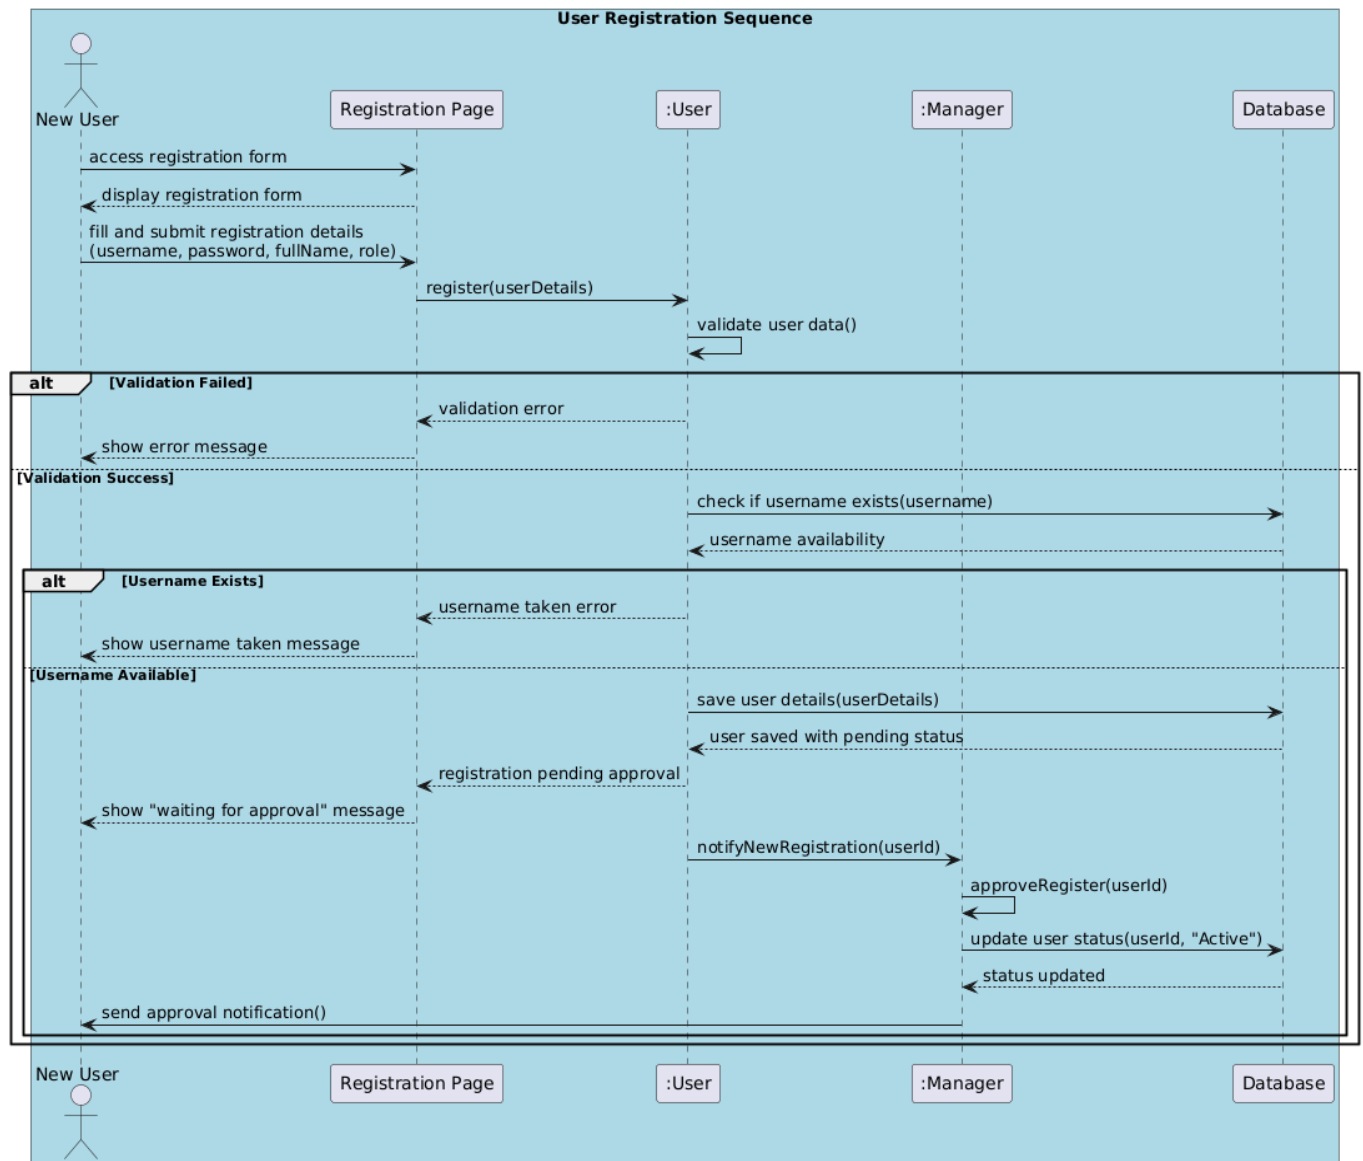 User Registration Sequence
New User
Registration Page
:User
:Manager
Database
access registration form
display registration form
fill and submit registration details
(username, password, fullName, role)
register(userDetails)
validate user data()
alt [Validation Failed]
validation error
show error message
[Validation Success]
check if username exists(username)
username availability
alt [Username Exists]
username taken error
show username taken message
[Username Available]
save user details(userDetails)
user saved with pending status
registration pending approval
show "waiting for approval" message
notifyNewRegistration(userId)
approveRegister(userId)
update user status(userId, "Active")
status updated
send approval notification()
New User
Registration Page
:User
:Manager
Database